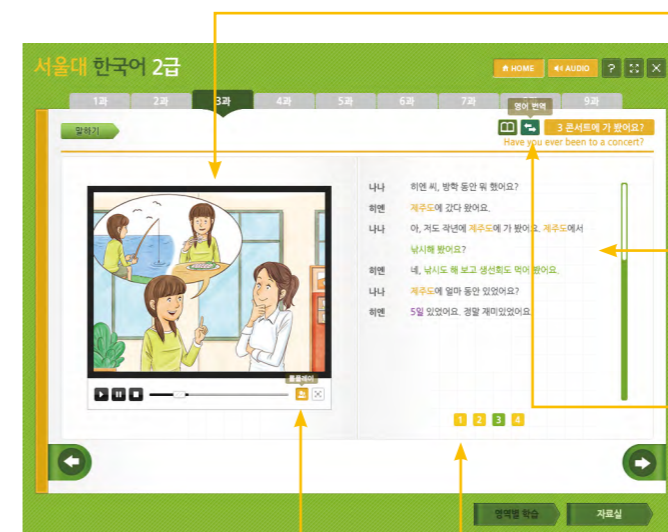 서울대 한국어 2급
HOME
AUDIO
?
1과 2과 3과 4과 5과 6과 7과 9과
영어 번역
말하기
3 콘서트에 가 봤어요?
Have you ever been to a concert?
나나 히엔 씨, 방학 동안 뭐 했어요?
히엔 제주도에 갔다 왔어요.
나나 아, 저도 작년에 제주도에 가 봤어요. 제주도에서
낚시해 봤어요?
히엔 네, 낚시도 해 보고 생선회도 먹어 봤어요.
나나 제주도에 얼마 동안 있었어요?
히엔 5일 있었어요. 정말 재미있었어요.
롤플레이
1 2 3 4
영역별 학습
자료실